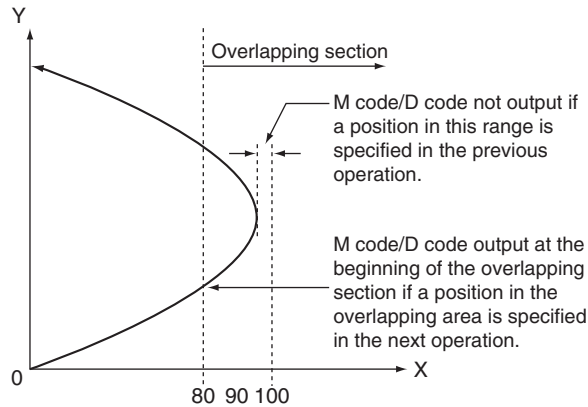 Y
Overlapping section
M code/D code not output if
a position in this range is
specified in the previous
operation.
M code/D code output at the
beginning of the overlapping
section if a position in the
overlapping area is specified
in the next operation.
0
X
80 90 100